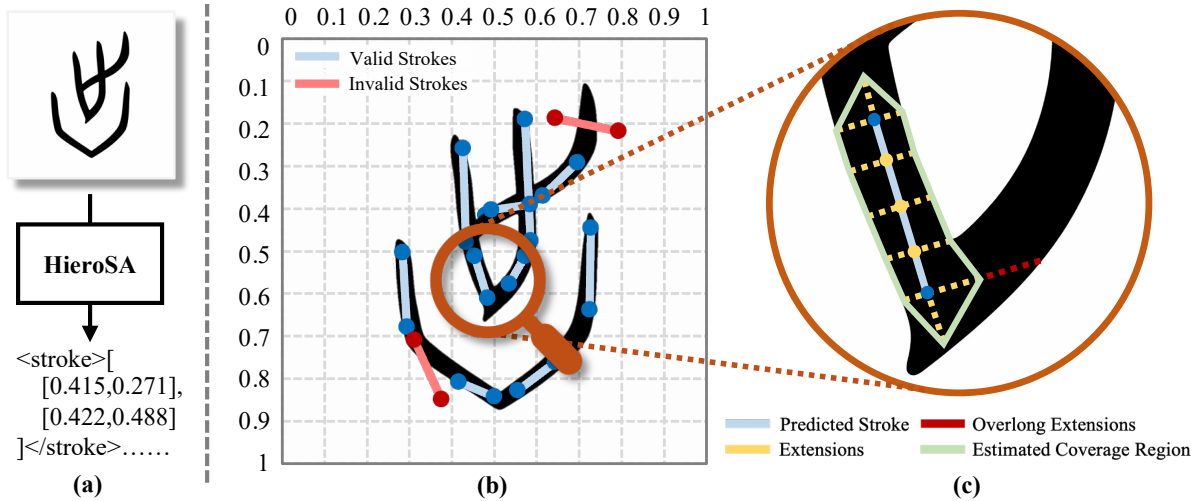 HieroSA
<stroke>[
[0.415,0.271],
[0.422,0.488]
]</stroke>……
(a)
0 0.1 0.2 0.3 0.4 0.5 0.6 0.7 0.8 1
0
0.1
0.2
0.3
0.4
0.5
0.6
0.7
0.8
0.9
1
Valid Strokes
Invalid Strokes
(b)
Predicted Stroke
Overlong Extensions
Extensions
Estimated Coverage Region
(c)